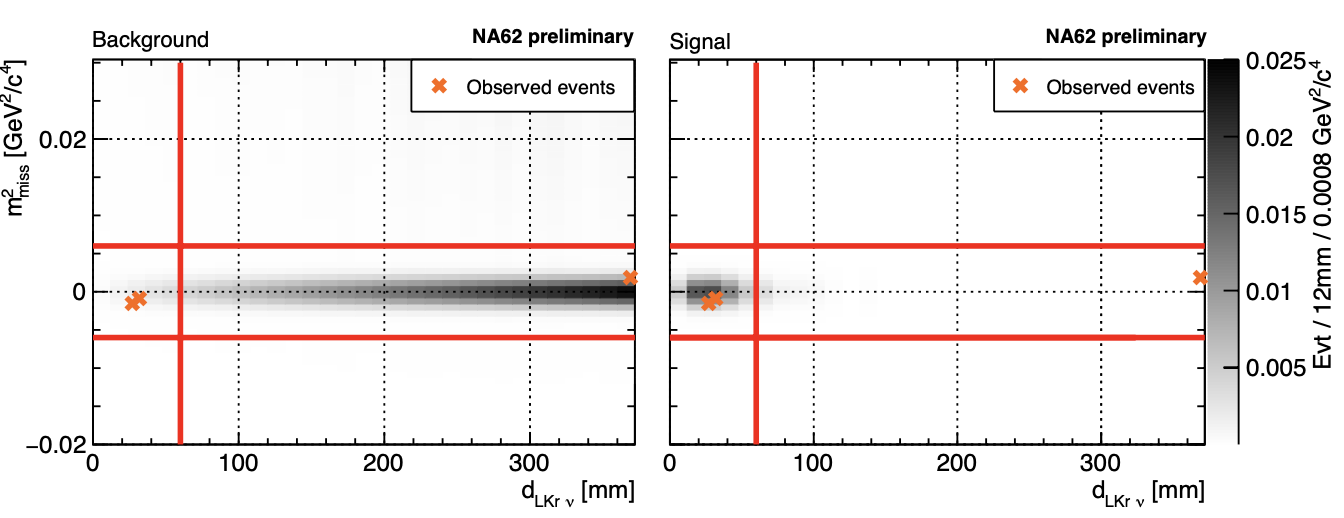 Background
NA62 preliminary
Signal
NA62 preliminary
m²miss [GeV²/c⁴]
0.02
0
−0.02
Observed events
0
100
200
300
dLKr ν [mm]
Observed events
0
100
200
300
dLKr ν [mm]
0.025
0.02
0.015
0.01
0.005
Evt / 12mm / 0.0008 GeV²/c⁴